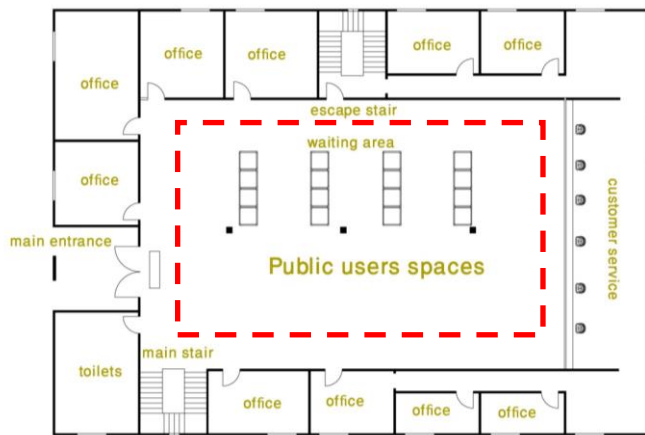 office
office
office
office
office
escape stair
waiting area
office
main entrance
customer service
Public users spaces
main stair
toilets
office
office
office
office